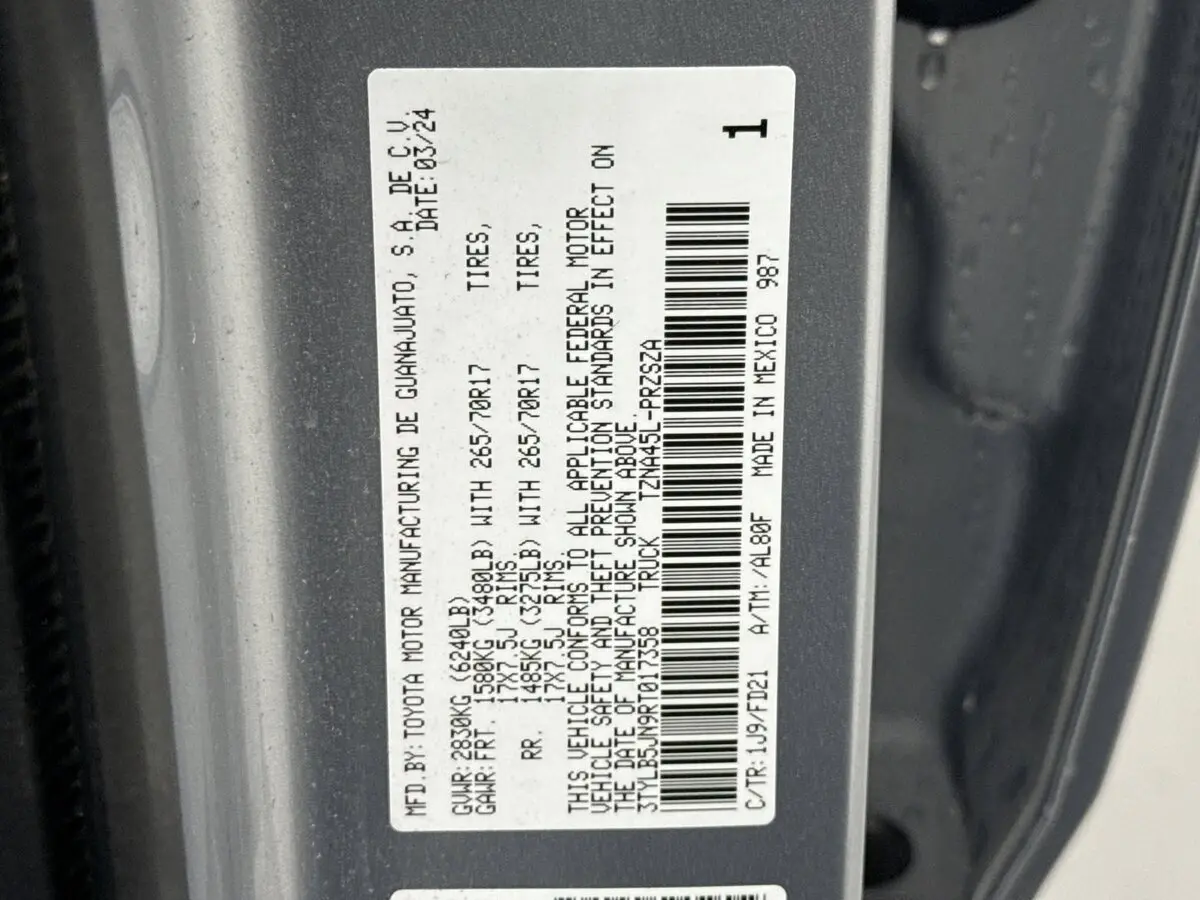 MFD.BY:TOYOTA MOTOR MANUFACTURING DE GUANAJUATO, S.A. DE C.V.
DATE:03/24
GVWR:2830KG (6240LB)
GAWR:FRT. 1580KG (3480LB) WITH 265/70R17 TIRES,
17X7.5J RIMS.
RR. 1485KG (3275LB) WITH 265/70R17 TIRES,
17X7.5J RIMS.
THIS VEHICLE CONFORMS TO ALL APPLICABLE FEDERAL MOTOR
VEHICLE SAFETY AND THEFT PREVENTION STANDARDS IN EFFECT ON
THE DATE OF MANUFACTURE SHOWN ABOVE.
3TYLB5JN9RT017358 TRUCK TZNA45L-PRZSZA
1
C/TR:1J9/FD21 A/TM:/AL80F MADE IN MEXICO 987